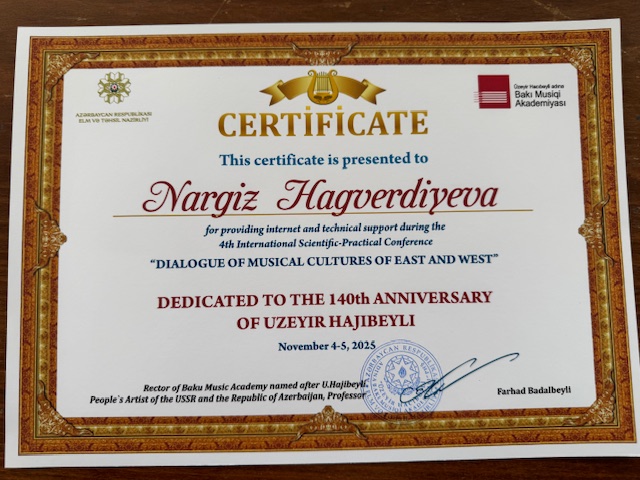 AZƏRBAYCAN RESPUBLİKASI
ELM VƏ TƏHSİL NAZİRLİYİ
Üzeyir Hacıbəyli adına
Bakı Musiqi
Akademiyası
CERTİFİCATE
This certificate is presented to
Nargiz Hagverdiyeva
for providing internet and technical support during the
4th International Scientific-Practical Conference
“DIALOGUE OF MUSICAL CULTURES OF EAST AND WEST”
DEDICATED TO THE 140th ANNIVERSARY
OF UZEYIR HAJIBEYLI
November 4-5, 2025
Rector of Baku Music Academy named after U.Hajibeyli,
People`s Artist of the USSR and the Republic of Azerbaijan, Professor
Farhad Badalbeyli